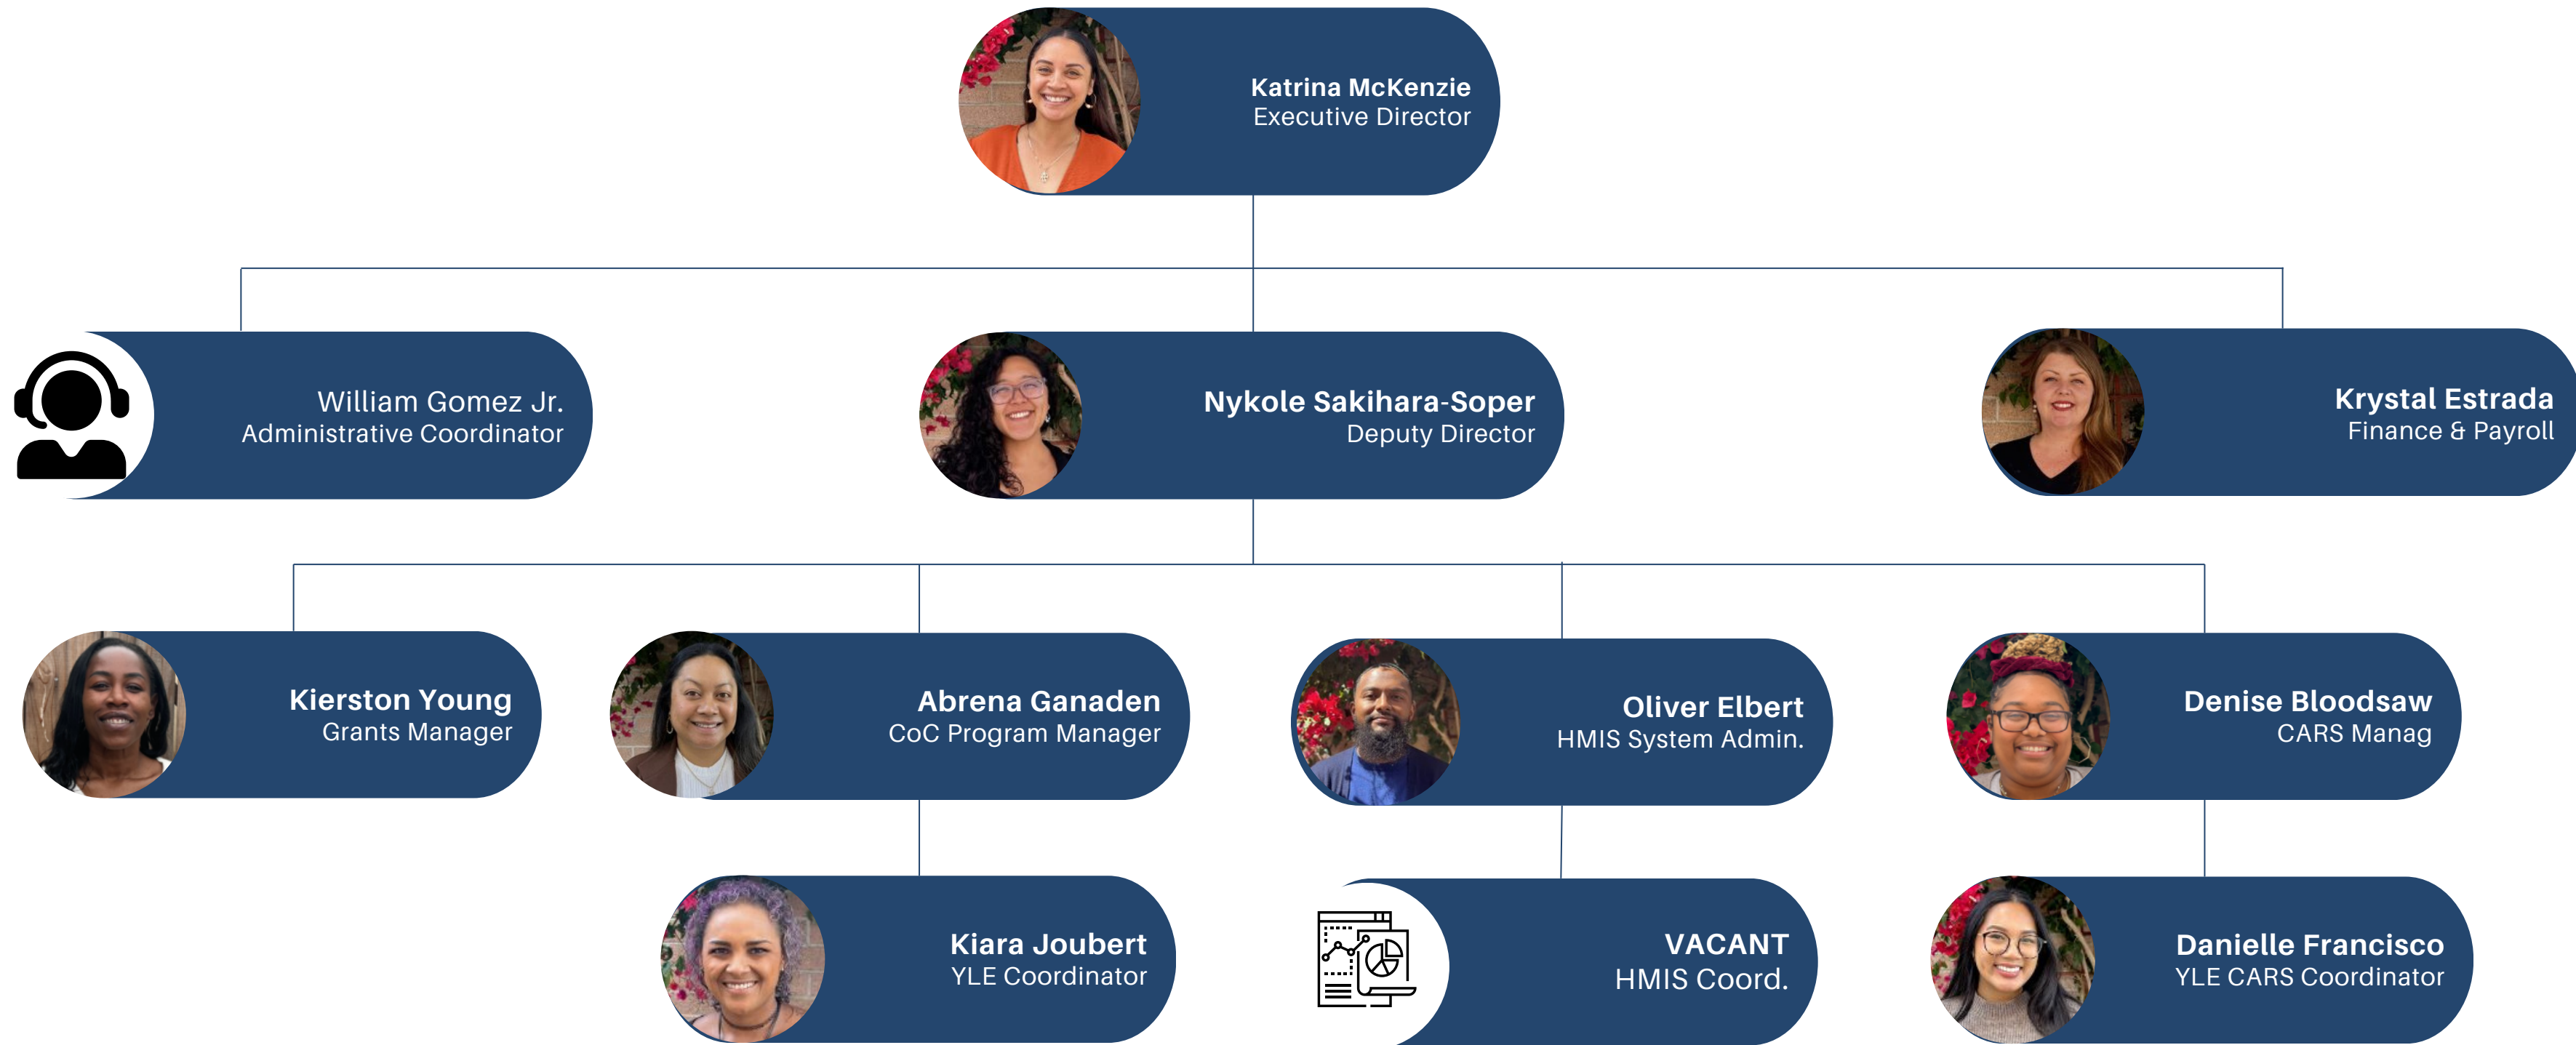 Katrina McKenzie
Executive Director
William Gomez Jr.
Administrative Coordinator
Nykole Sakihara-Soper
Deputy Director
Krystal Estrada
Finance & Payroll
Kierston Young
Grants Manager
Abrena Ganaden
CoC Program Manager
Oliver Elbert
HMIS System Admin.
Denise Bloodsaw
CARS Manag
Kiara Joubert
YLE Coordinator
VACANT
HMIS Coord.
Danielle Francisco
YLE CARS Coordinator